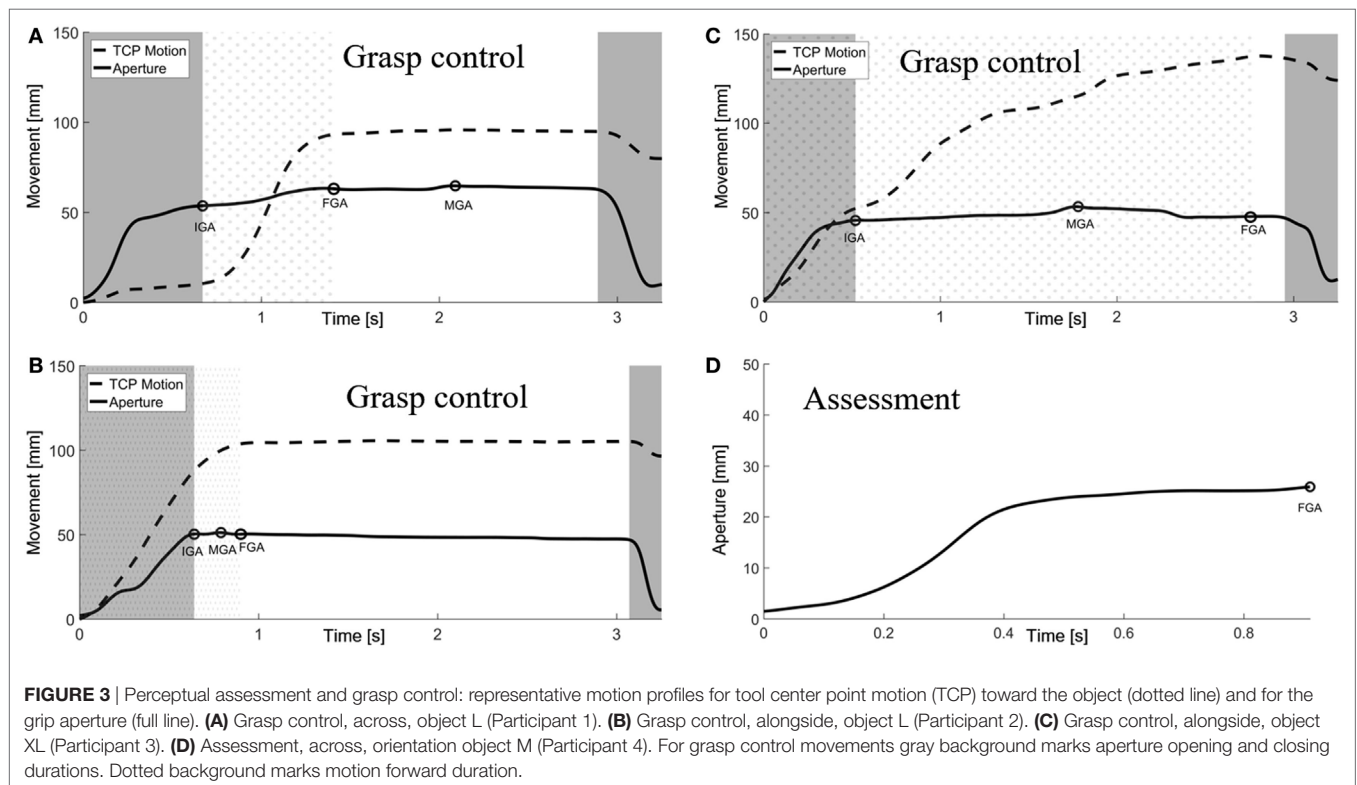 A
TCP Motion
Aperture
Grasp control
Movement [mm]
150
100
50
0
IGA
FGA
MGA
0
1
2
3
Time [s]
B
TCP Motion
Aperture
Grasp control
Movement [mm]
150
100
50
0
IGA
MGA
FGA
0
1
2
3
Time [s]
C
TCP Motion
Aperture
Grasp control
Movement [mm]
150
100
50
0
IGA
MGA
FGA
0
1
2
3
Time [s]
D
Assessment
Aperture [mm]
50
40
30
20
10
0
FGA
0
0.2
0.4
0.6
0.8
Time [s]
FIGURE 3 | Perceptual assessment and grasp control: representative motion profiles for tool center point motion (TCP) toward the object (dotted line) and for the
grip aperture (full line). (A) Grasp control, across, object L (Participant 1). (B) Grasp control, alongside, object L (Participant 2). (C) Grasp control, alongside, object
XL (Participant 3). (D) Assessment, across, orientation object M (Participant 4). For grasp control movements gray background marks aperture opening and closing
durations. Dotted background marks motion forward duration.